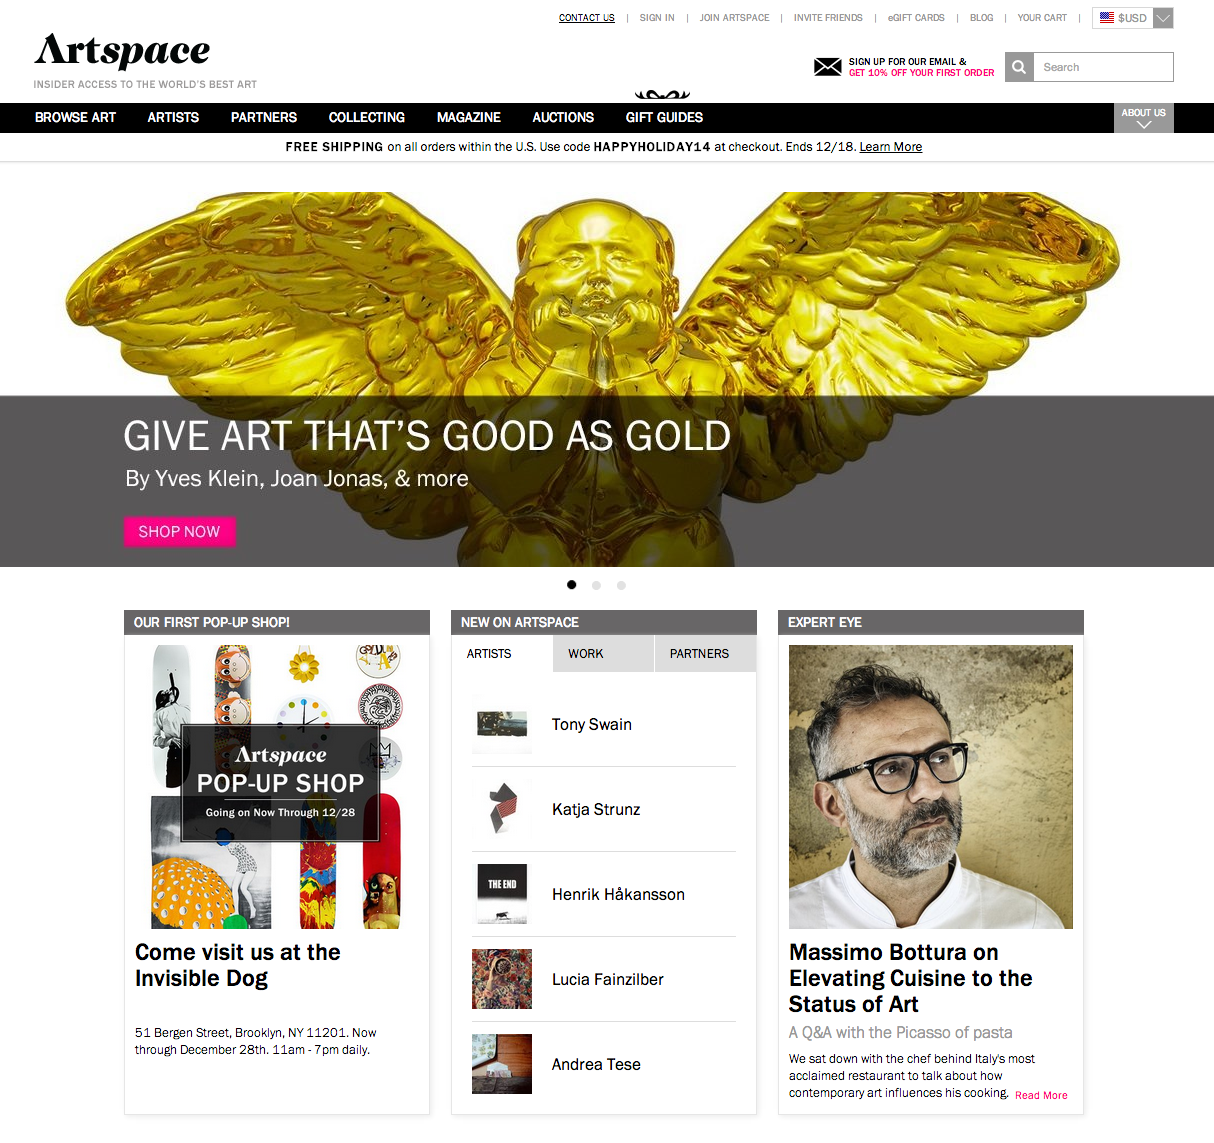 CONTACT US | SIGN IN | JOIN ARTSPACE | INVITE FRIENDS | eGIFT CARDS | BLOG | YOUR CART | $USD
Artspace
INSIDER ACCESS TO THE WORLD'S BEST ART
SIGN UP FOR OUR EMAIL &
GET 10% OFF YOUR FIRST ORDER
Search
BROWSE ART ARTISTS PARTNERS COLLECTING MAGAZINE AUCTIONS GIFT GUIDES ABOUT US
FREE SHIPPING on all orders within the U.S. Use code HAPPYHOLIDAY14 at checkout. Ends 12/18. Learn More
GIVE ART THAT'S GOOD AS GOLD
By Yves Klein, Joan Jonas, & more
SHOP NOW
OUR FIRST POP-UP SHOP!
Artspace
POP-UP SHOP
Going on Now Through 12/28
Come visit us at the
Invisible Dog
51 Bergen Street, Brooklyn, NY 11201. Now
through December 28th. 11am - 7pm daily.
NEW ON ARTSPACE
ARTISTS WORK PARTNERS
Tony Swain
Katja Strunz
THE END
Henrik Håkansson
Lucia Fainzilber
Andrea Tese
EXPERT EYE
Massimo Bottura on
Elevating Cuisine to the
Status of Art
A Q&A with the Picasso of pasta
We sat down with the chef behind Italy's most
acclaimed restaurant to talk about how
contemporary art influences his cooking. Read More